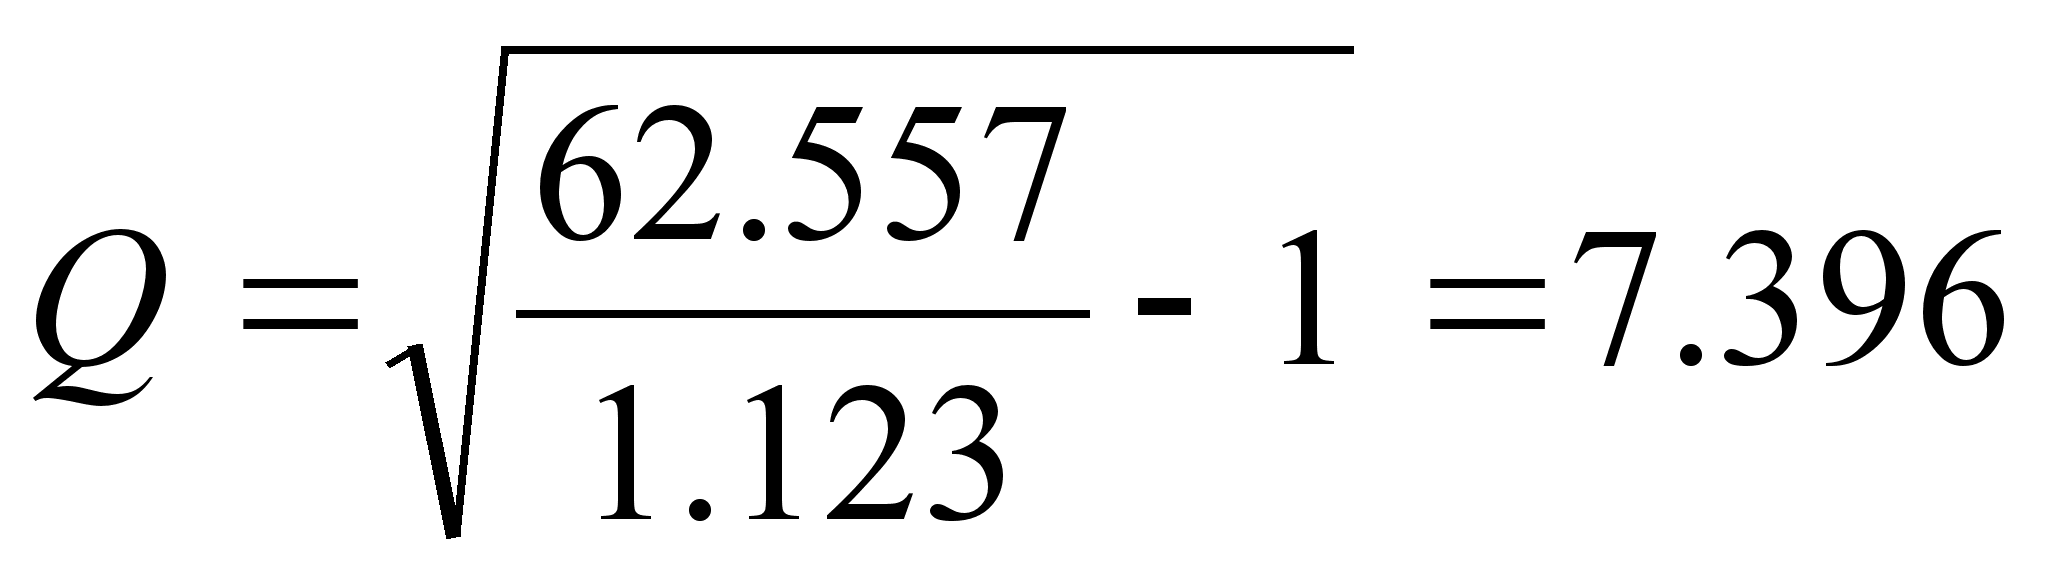 Q = √(62.557/1.123 - 1) = 7.396